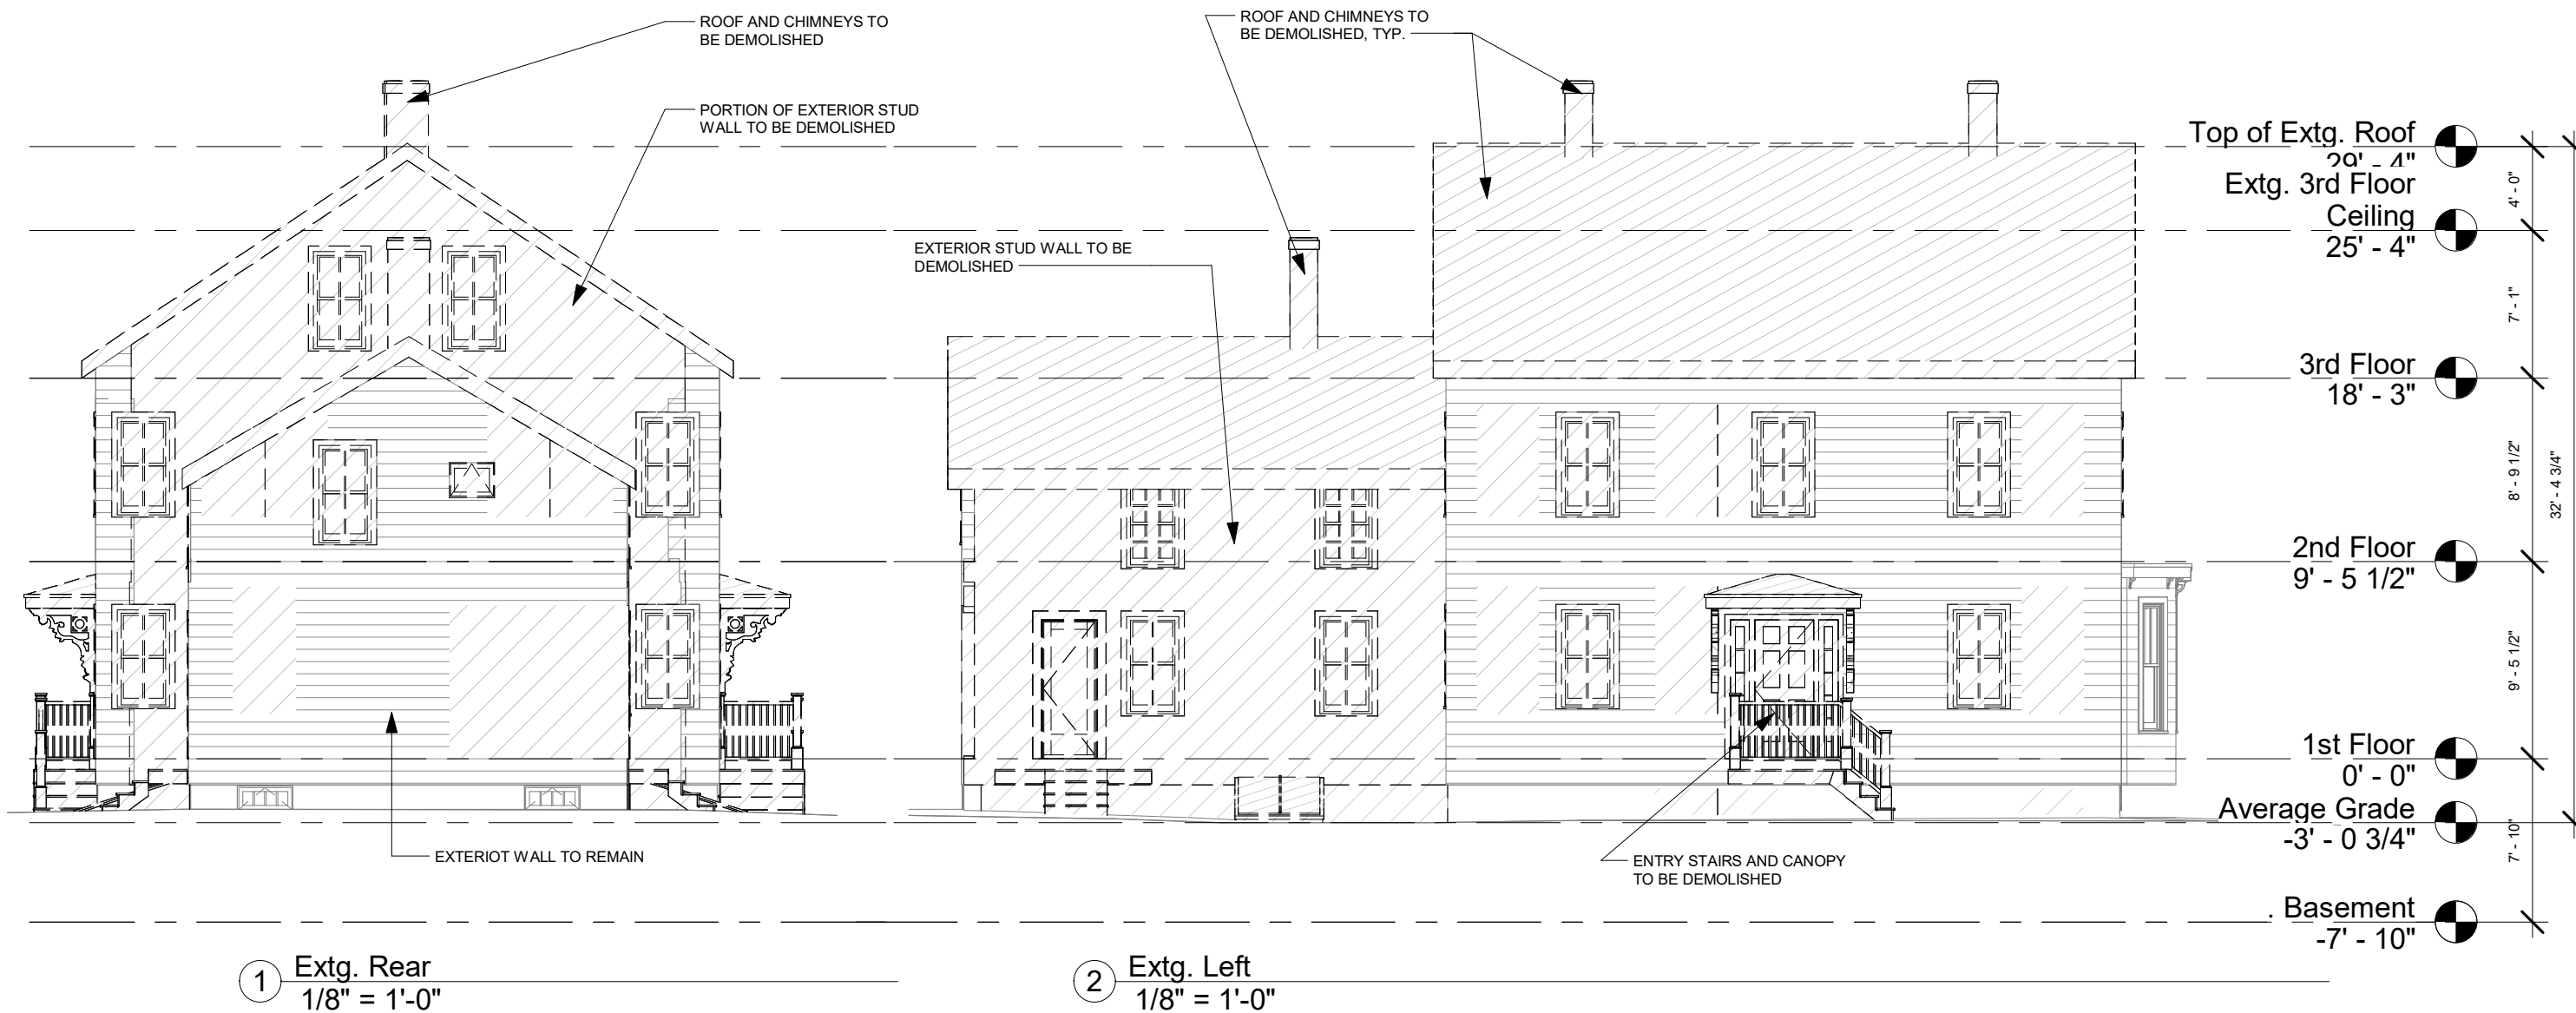 ROOF AND CHIMNEYS TO
BE DEMOLISHED
PORTION OF EXTERIOR STUD
WALL TO BE DEMOLISHED
EXTERIOT WALL TO REMAIN
1
Extg. Rear
1/8" = 1'-0"
ROOF AND CHIMNEYS TO
BE DEMOLISHED, TYP.
EXTERIOR STUD WALL TO BE
DEMOLISHED
ENTRY STAIRS AND CANOPY
TO BE DEMOLISHED
2
Extg. Left
1/8" = 1'-0"
Top of Extg. Roof
29' - 4"
Extg. 3rd Floor
Ceiling
25' - 4"
3rd Floor
18' - 3"
2nd Floor
9' - 5 1/2"
1st Floor
0' - 0"
Average Grade
-3' - 0 3/4"
. Basement
-7' - 10"
4' - 0"
7' - 1"
8' - 9 1/2"
9' - 5 1/2"
7' - 10"
32' - 4 3/4"